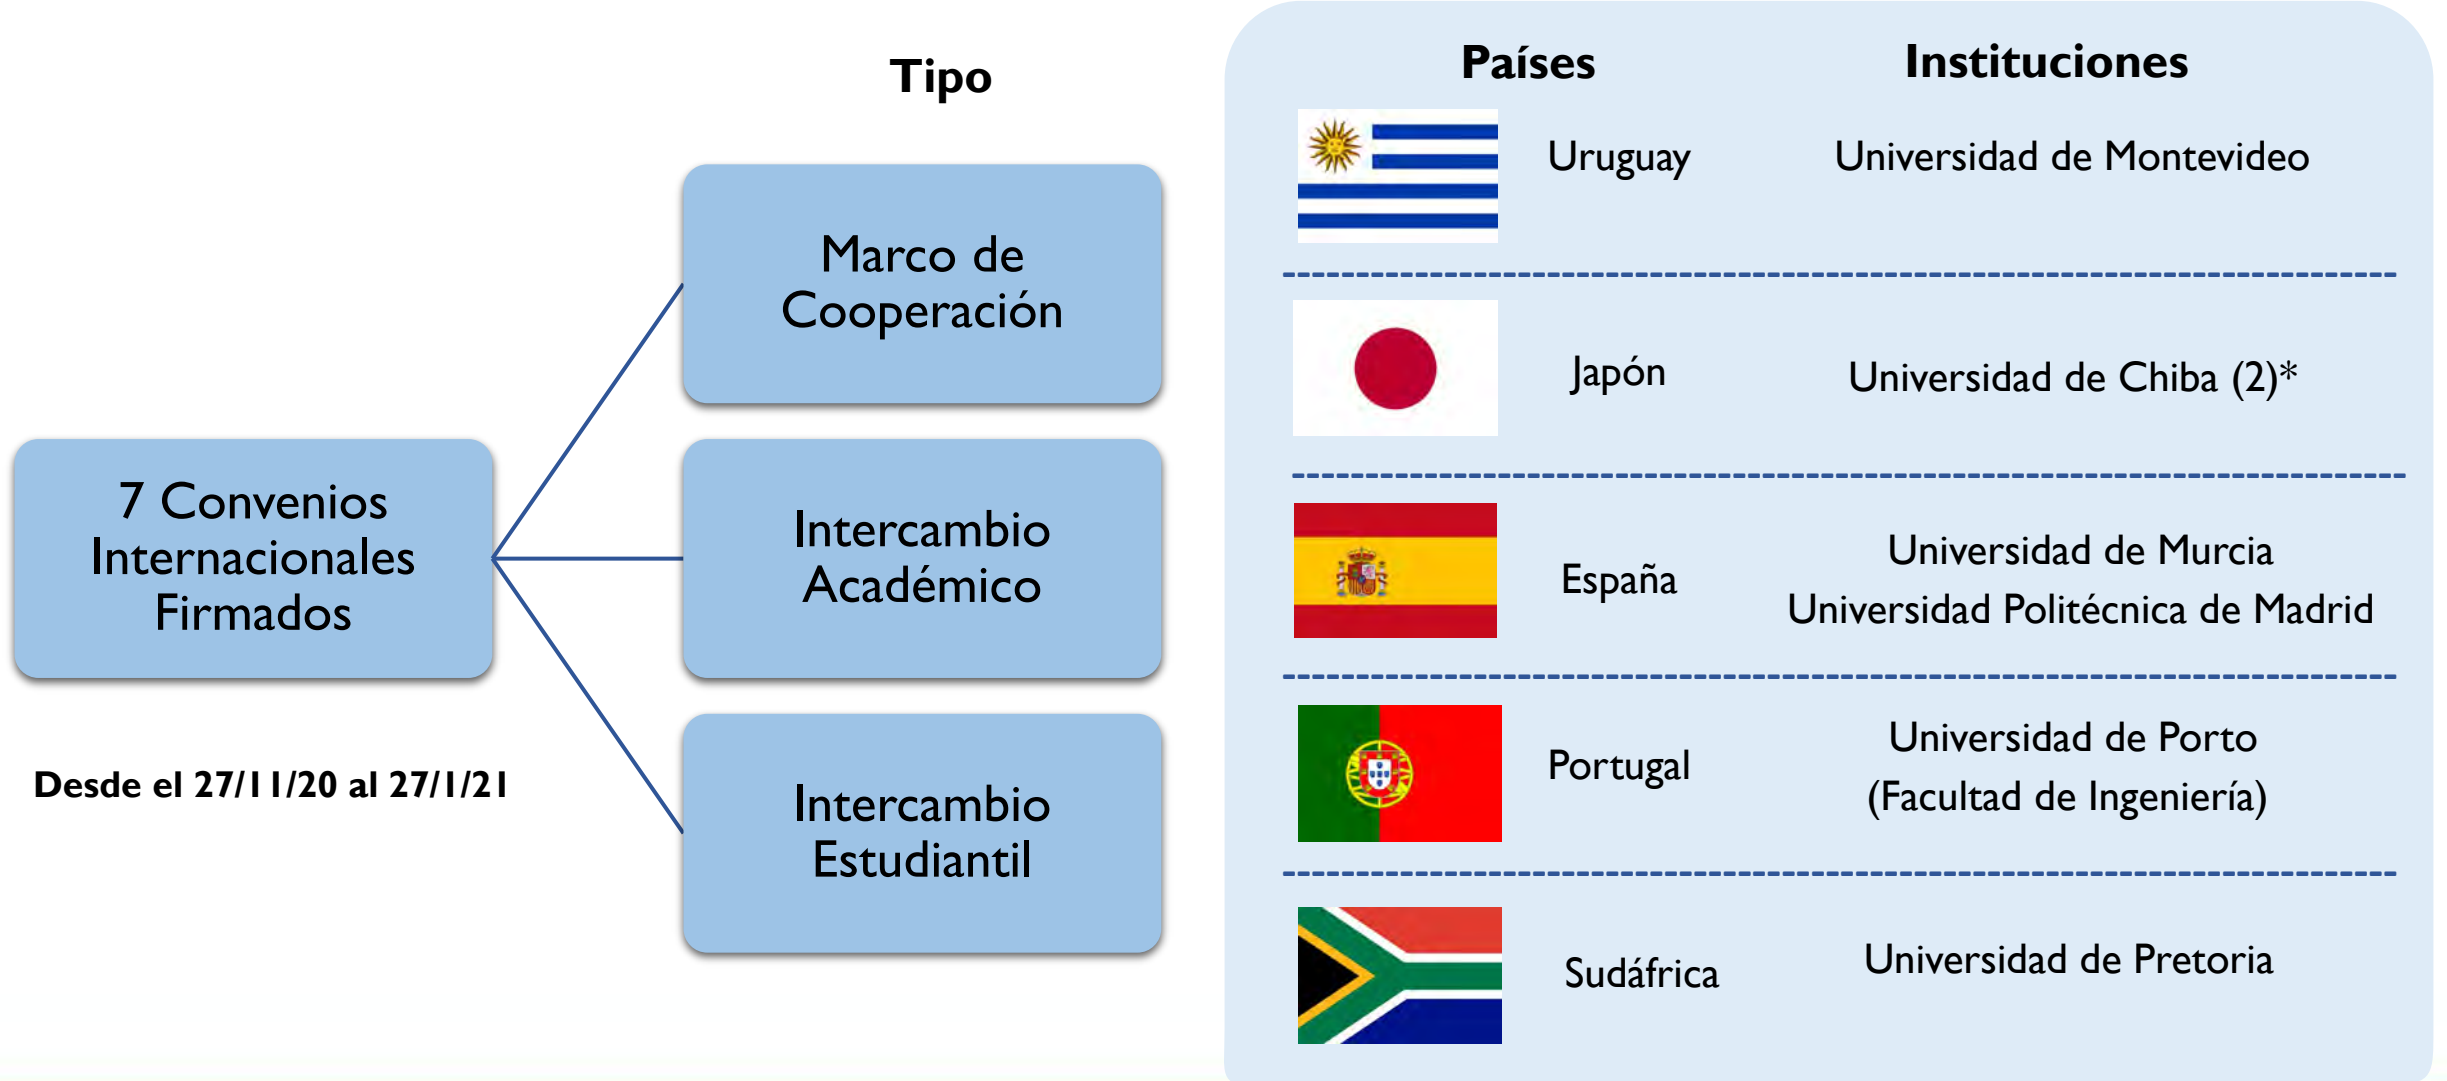 Tipo
7 Convenios
Internacionales
Firmados
Desde el 27/11/20 al 27/1/21
Marco de
Cooperación
Intercambio
Académico
Intercambio
Estudiantil
Países
Instituciones
Uruguay
Universidad de Montevideo
Japón
Universidad de Chiba (2)*
España
Universidad de Murcia
Universidad Politécnica de Madrid
Portugal
Universidad de Porto
(Facultad de Ingeniería)
Sudáfrica
Universidad de Pretoria